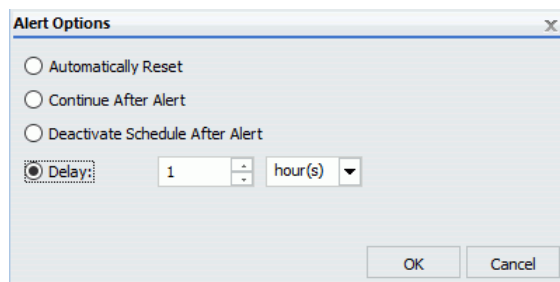 Alert Options x
Automatically Reset
Continue After Alert
Deactivate Schedule After Alert
Delay: 1 hour(s)
OK Cancel